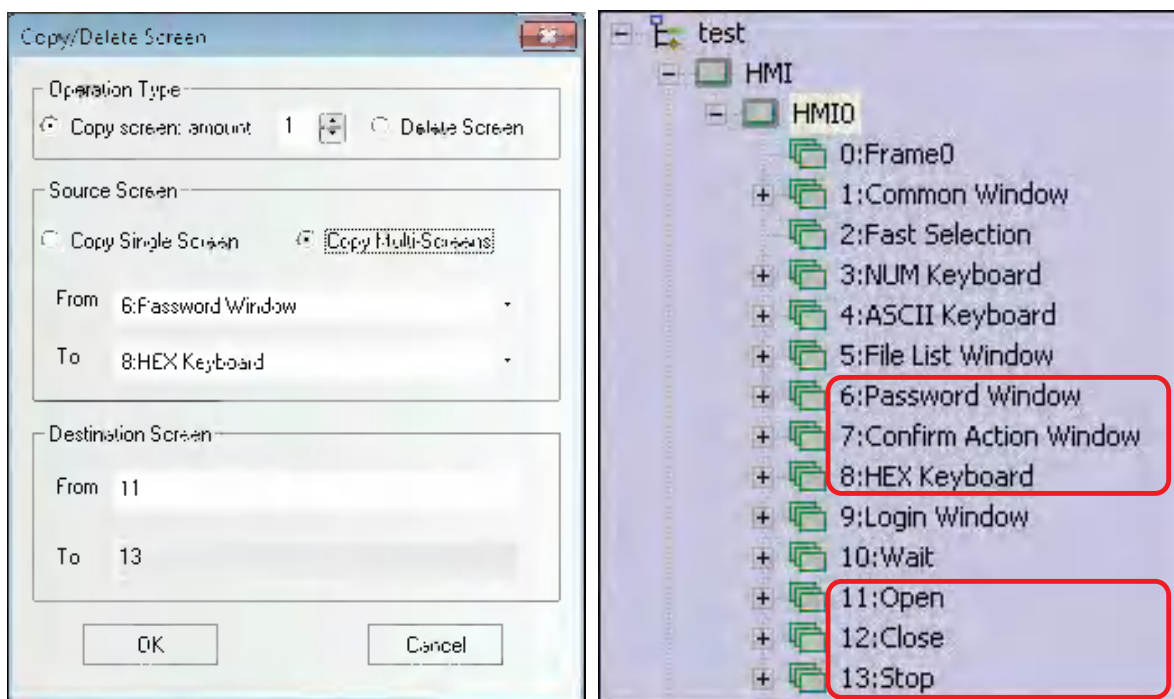 Copy/Delete Screen
Operation Type
Copy screen: amount 1 Delete Screen
Source Screen
Copy Single Screen Copy Multi-Screens
From 6:Password Window
To 8:HEX Keyboard
Destination Screen
From 11
To 13
OK Cancel
test
HMI
HMI0
0:Frame0
1:Common Window
2:Fast Selection
3:NUM Keyboard
4:ASCII Keyboard
5:File List Window
6:Password Window
7:Confirm Action Window
8:HEX Keyboard
9:Login Window
10:Wait
11:Open
12:Close
13:Stop